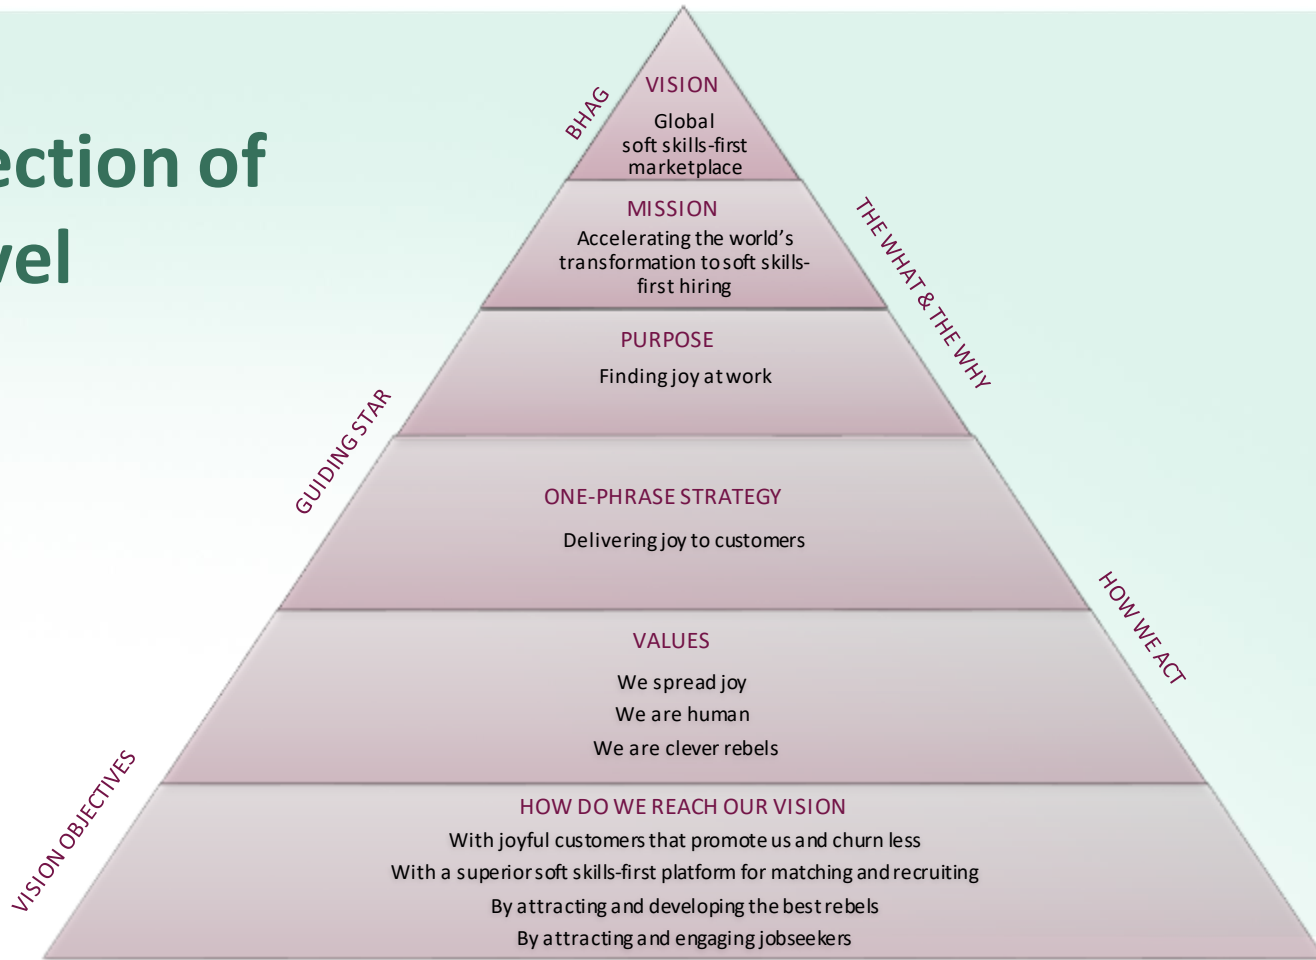 ection of
vel
BHAG
VISION
Global
soft skills-first
marketplace
MISSION
Accelerating the world's
transformation to soft skills-
first hiring
THE WHAT & THE WHY
PURPOSE
Finding joy at work
GUIDING STAR
ONE-PHRASE STRATEGY
Delivering joy to customers
HOW WE ACT
VALUES
We spread joy
We are human
We are clever rebels
VISION OBJECTIVES
HOW DO WE REACH OUR VISION
With joyful customers that promote us and churn less
With a superior soft skills-first platform for matching and recruiting
By attracting and developing the best rebels
By attracting and engaging jobseekers